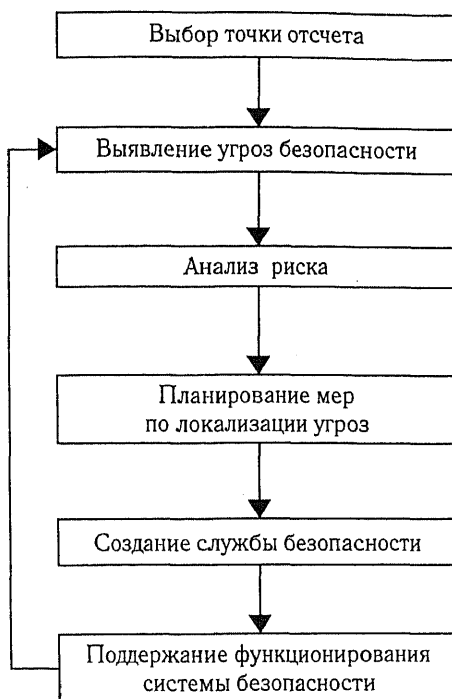 Выбор точки отсчета
Выявление угроз безопасности
Анализ риска
Планирование мер
по локализации угроз
Создание службы безопасности
Поддержание функционирования
системы безопасности